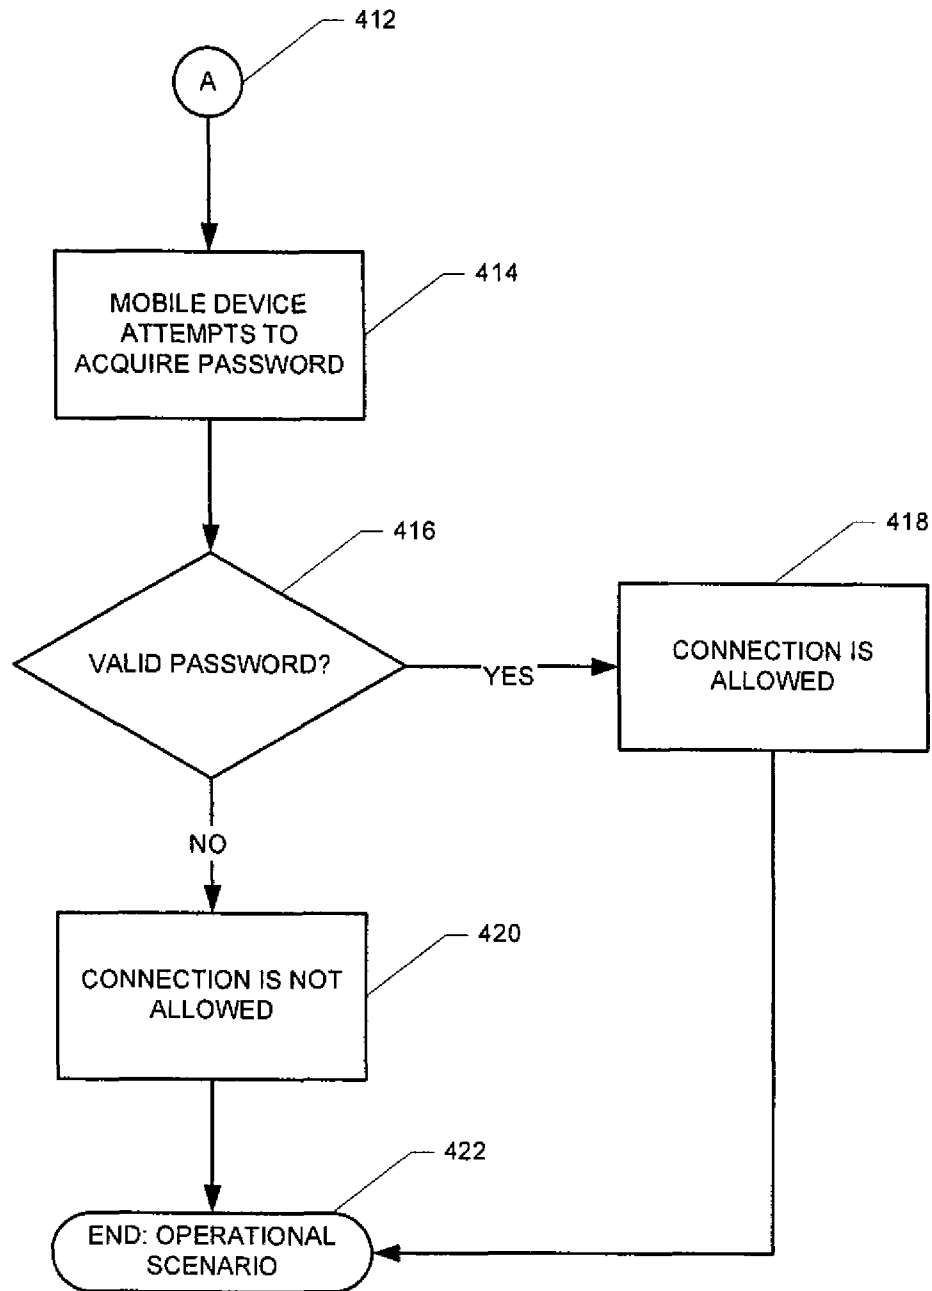 412
A
414
MOBILE DEVICE
ATTEMPTS TO
ACQUIRE PASSWORD
416
VALID PASSWORD?
YES
418
CONNECTION IS
ALLOWED
NO
420
CONNECTION IS NOT
ALLOWED
422
END: OPERATIONAL
SCENARIO